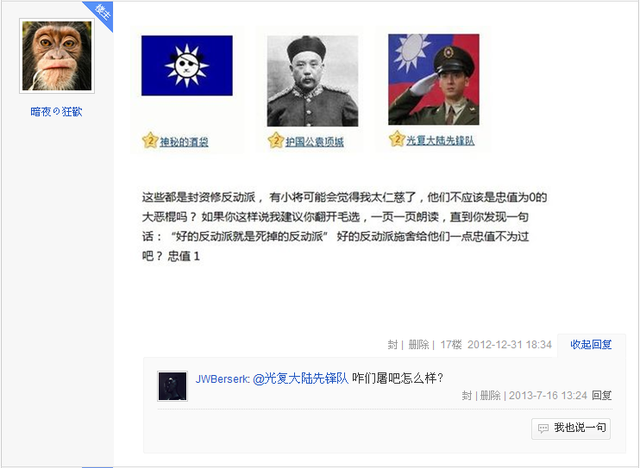 楼主
暗夜の狂歡
2 神秘的酒袋
2 护国公袁项城
2 光复大陆先锋队
这些都是封资修反动派， 有小将可能会觉得我太仁慈了，他们不应该是忠值为0的
大恶棍吗？ 如果你这样说我建议你翻开毛选，一页一页朗读，直到你发现一句
话： “好的反动派就是死掉的反动派” 好的反动派施舍给他们一点忠值不为过
吧？ 忠值 1
封 | 删除 | 17楼 2012-12-31 18:34 收起回复
JWBerserk: @光复大陆先锋队 咋们屠吧怎么样?
封 | 删除 | 2013-7-16 13:24 回复
我也说一句